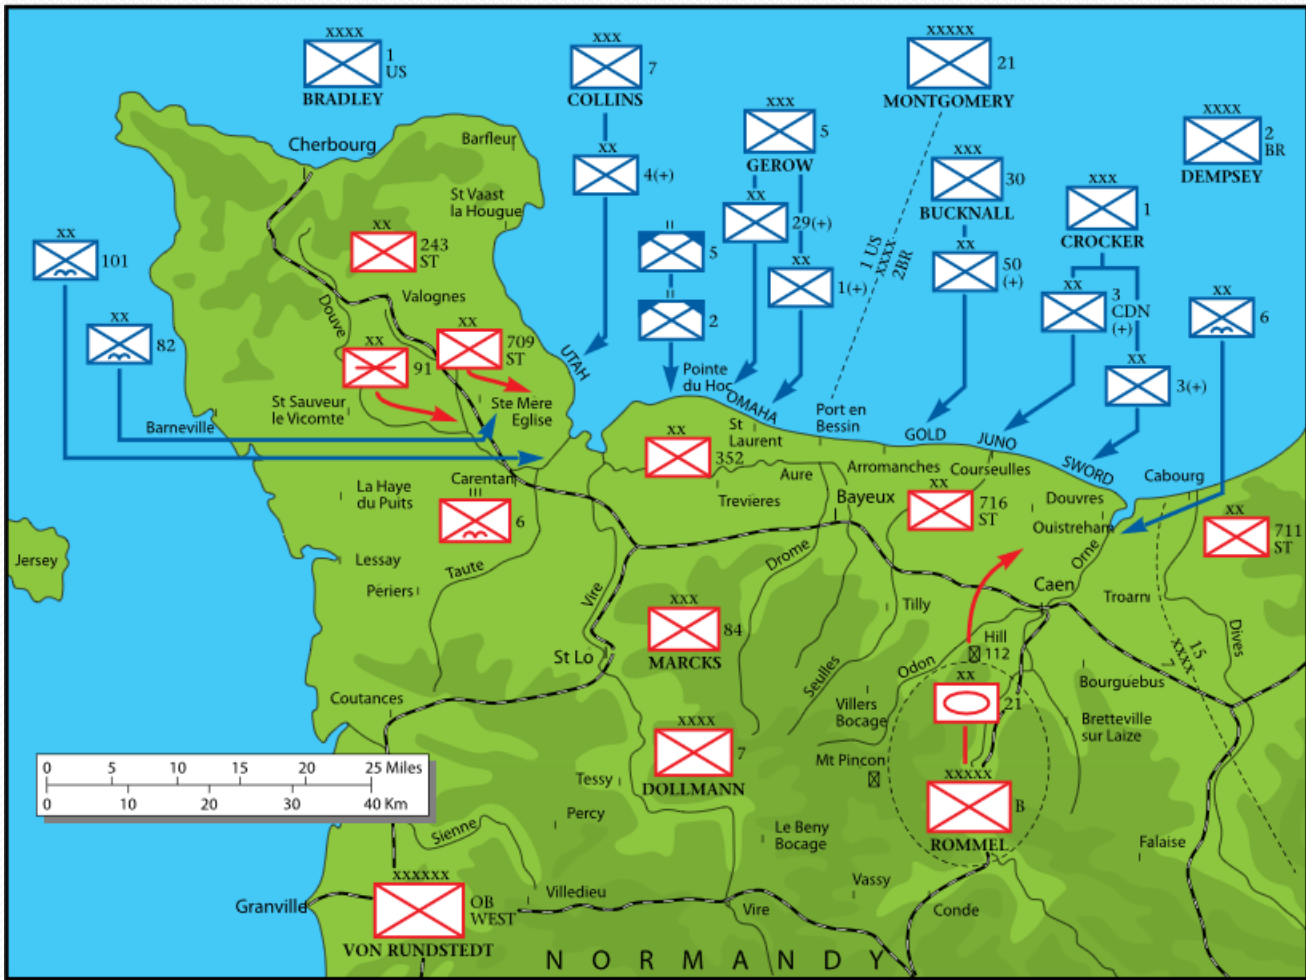 XXXX
1
US
BRADLEY
XXX
7
COLLINS
XXXXX
21
MONTGOMERY
XXX
5
GEROW
XXXX
2
BR
DEMPSEY
XX
4(+)
XX
29(+)
XX
1(+)
XXX
30
BUCKNALL
XX
50
(+)
XXX
1
CROCKER
XX
3
CDN
(+)
XX
3(+)
XX
6
II
5
II
2
1 US
XXXX
2BR
XX
101
XX
82
Cherbourg
Barfleur
St Vaast
la Hougue
XX
243
ST
Valognes
Douve
XX
709
ST
XX
91
UTAH
St Sauveur
le Vicomte
Ste Mere
Eglise
Barneville
Pointe
du Hoc
OMAHA
St
Laurent
Port en
Bessin
GOLD
JUNO
SWORD
Arromanches
Courseulles
Cabourg
XX
352
Aure
Trevieres
Bayeux
XX
716
ST
Douvres
Ouistreham
XX
711
ST
La Haye
du Puits
Carentan
III
6
Jersey
Lessay
Périers
Taute
Vire
Drome
Orne
Caen
Troarn
Tilly
XXX
84
MARCKS
Hill
112
Odon
Dives
15
XXXX
7
St Lo
Seulles
Coutances
Villers
Bocage
XX
21
Bourguebus
Bretteville
sur Laize
XXXX
7
DOLLMANN
Mt Pincon
0 5 10 15 20 25 Miles
0 10 20 30 40 Km
Tessy
Percy
XXXXX
B
ROMMEL
Sienne
Le Beny
Bocage
Falaise
XXXXXX
OB
WEST
VON RUNDSTEDT
Granville
Villedieu
Vire
Vassy
Conde
NORMANDY